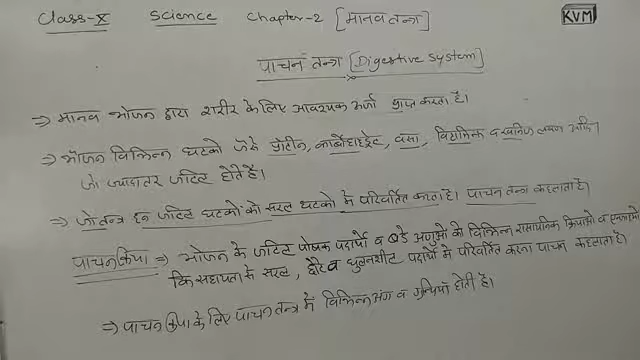 Class-X Science Chapter-2 [मानव तन्त्र] KVM
पाचन तन्त्र [Digestive System]
⇒ मानव भोजन द्वारा शरीर के लिए आवश्यक ऊर्जा प्राप्त करता है।
⇒ भोजन विभिन्न घटको जैसे प्रोटीन, कार्बोहाइड्रेट, वसा, विटामिन व खनिज लवण आदि।
जो ज्यादातर जटिल होते हैं।
⇒ जो तन्त्र इन जटिल घटकों को सरल घटकों में परिवर्तित करता है। पाचन तन्त्र कहलाता है।
पाचन क्रिया ⇒ भोजन के जटिल पोषक पदार्थो व बडे अणुओ को विभिन्न रासायनिक क्रियाओ व एन्जाइमो
कि सहायता से सरल, छोटे व घुलनशील पदार्थो में परिवर्तित करना पाचन कहलाता है।
⇒ पाचन क्रिया के लिए पाचन तन्त्र में विभिन्न अंग व ग्रन्थियाँ होती है।